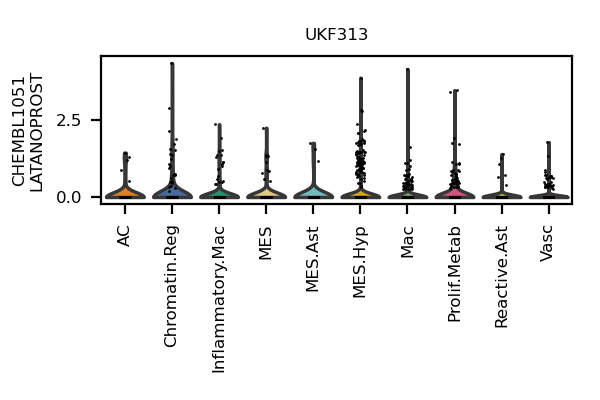 UKF313
CHEMBL1051
LATANOPROST
2.5
0.0
AC
Chromatin.Reg
Inflammatory.Mac
MES
MES.Ast
MES.Hyp
Mac
Prolif.Metab
Reactive.Ast
Vasc